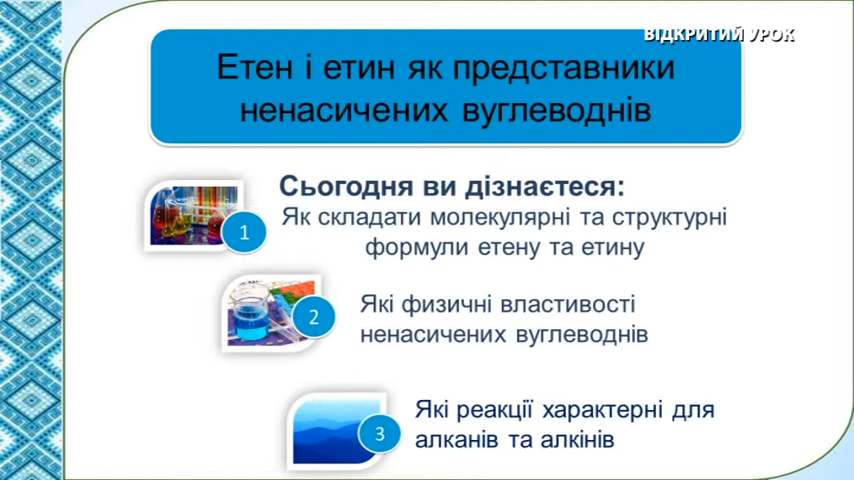 ВІДКРИТИЙ УРОК
Етен і етин як представники
ненасичених вуглеводнів
Сьогодня ви дізнаєтеся:
1
Як складати молекулярні та структурні
формули етену та етину
2
Які физичні властивості
ненасичених вуглеводнів
3
Які реакції характерні для
алканів та алкінів